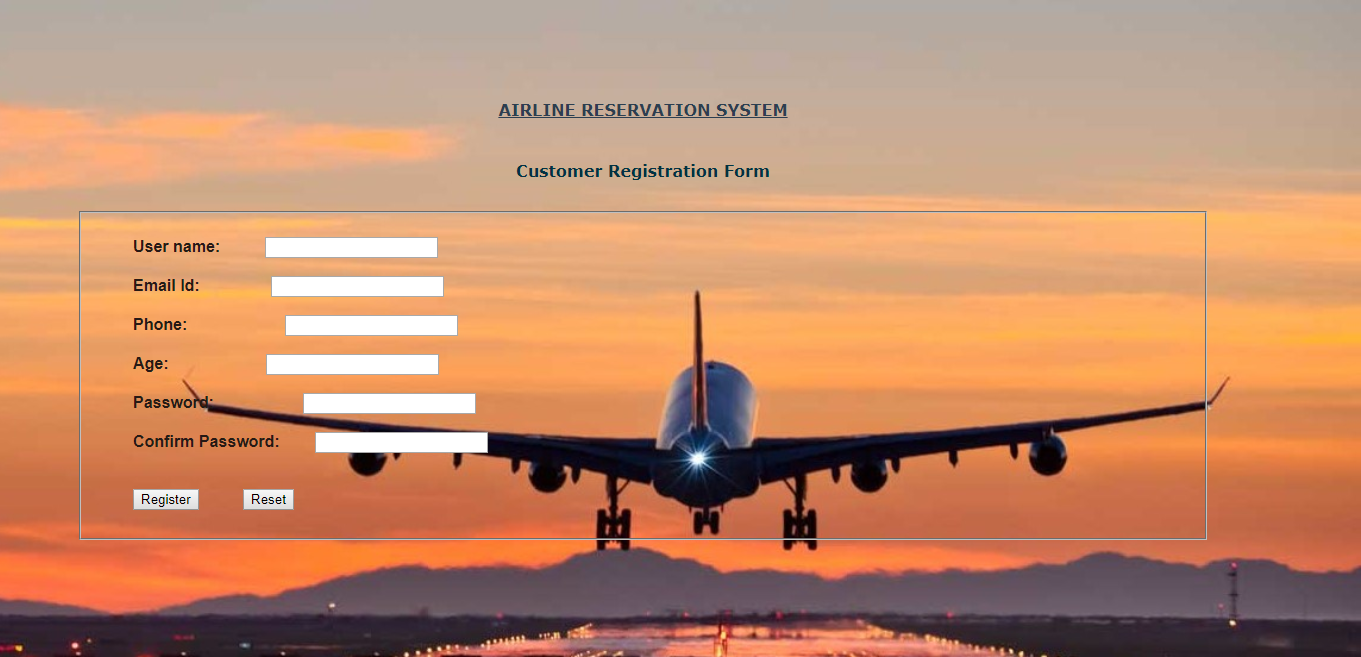 AIRLINE RESERVATION SYSTEM
Customer Registration Form
User name:
Email Id:
Phone:
Age:
Password:
Confirm Password:
Register Reset